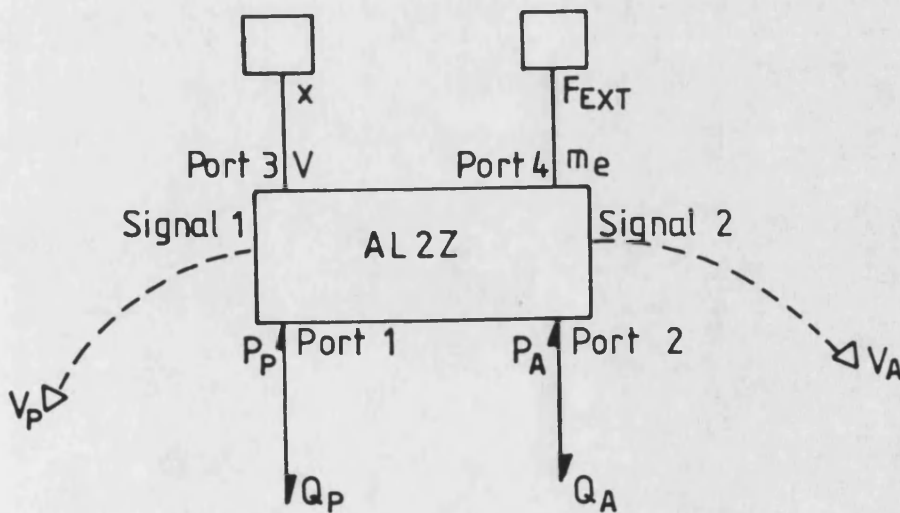 x
F_EXT
Port 3 V
Port 4 m_e
Signal 1
AL2Z
Signal 2
P_P Port 1
P_A Port 2
V_P
V_A
Q_P
Q_A